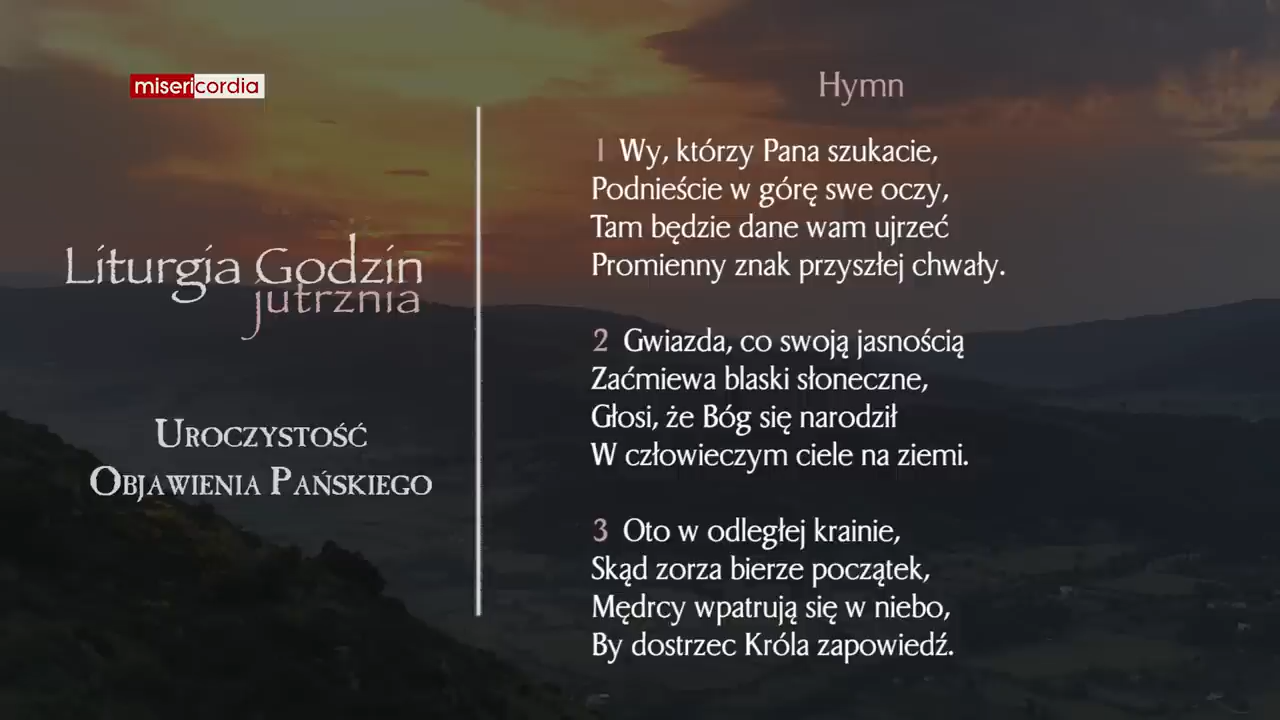 misericordia
Liturgia Godzin
jutrznia
Uroczystość
Objawienia Pańskiego
Hymn
1 Wy, którzy Pana szukacie,
Podnieście w górę swe oczy,
Tam będzie dane wam ujrzeć
Promienny znak przyszłej chwały.
2 Gwiazda, co swoją jasnością
Zaćmiewa blaski słoneczne,
Głosi, że Bóg się narodził
W człowieczym ciele na ziemi.
3 Oto w odległej krainie,
Skąd zorza bierze początek,
Mędrcy wpatrują się w niebo,
By dostrzec Króla zapowiedź.